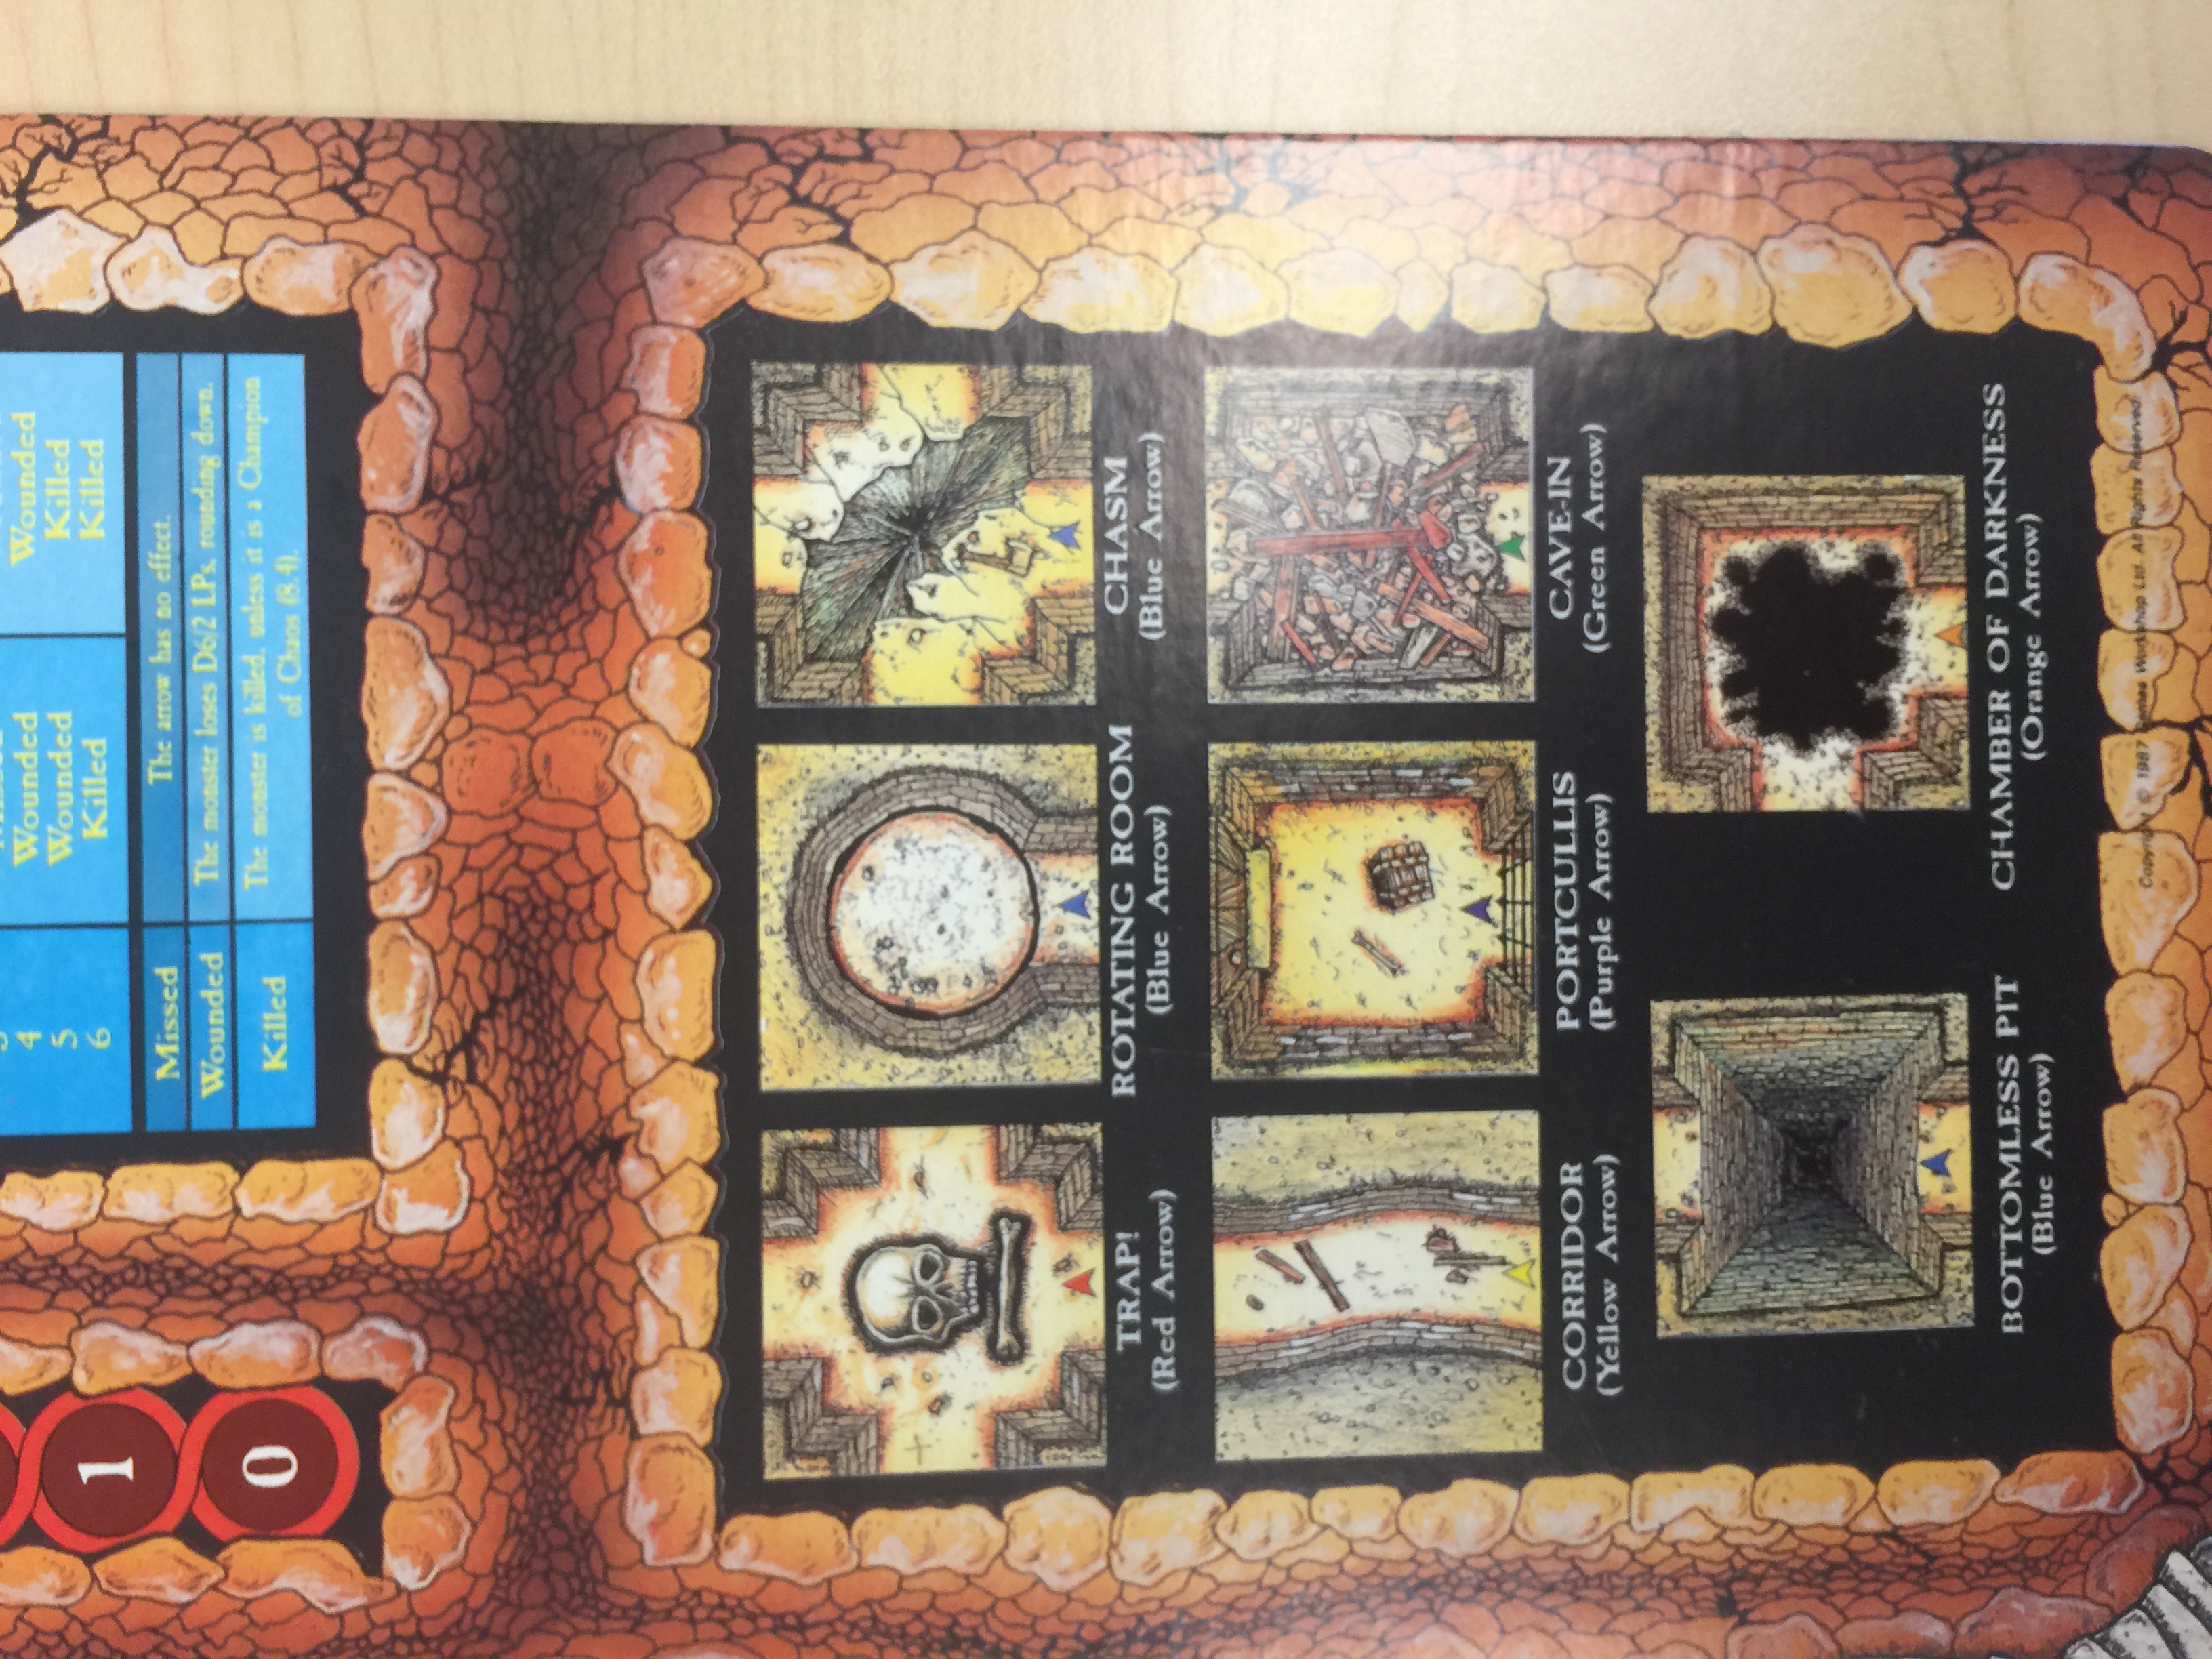 1
0
4 Wounded Wounded
5 Wounded Killed
6 Killed Killed
Missed The arrow has no effect.
Wounded The monster loses D6/2 LPs, rounding down.
Killed The monster is killed, unless it is a Champion
of Chaos (8.4).
TRAP! ROTATING ROOM CHASM
(Red Arrow) (Blue Arrow) (Blue Arrow)
CORRIDOR PORTCULLIS CAVE-IN
(Yellow Arrow) (Purple Arrow) (Green Arrow)
BOTTOMLESS PIT CHAMBER OF DARKNESS
(Blue Arrow) (Orange Arrow)
Copyright © 1987 Games Workshop Ltd. All Rights Reserved.